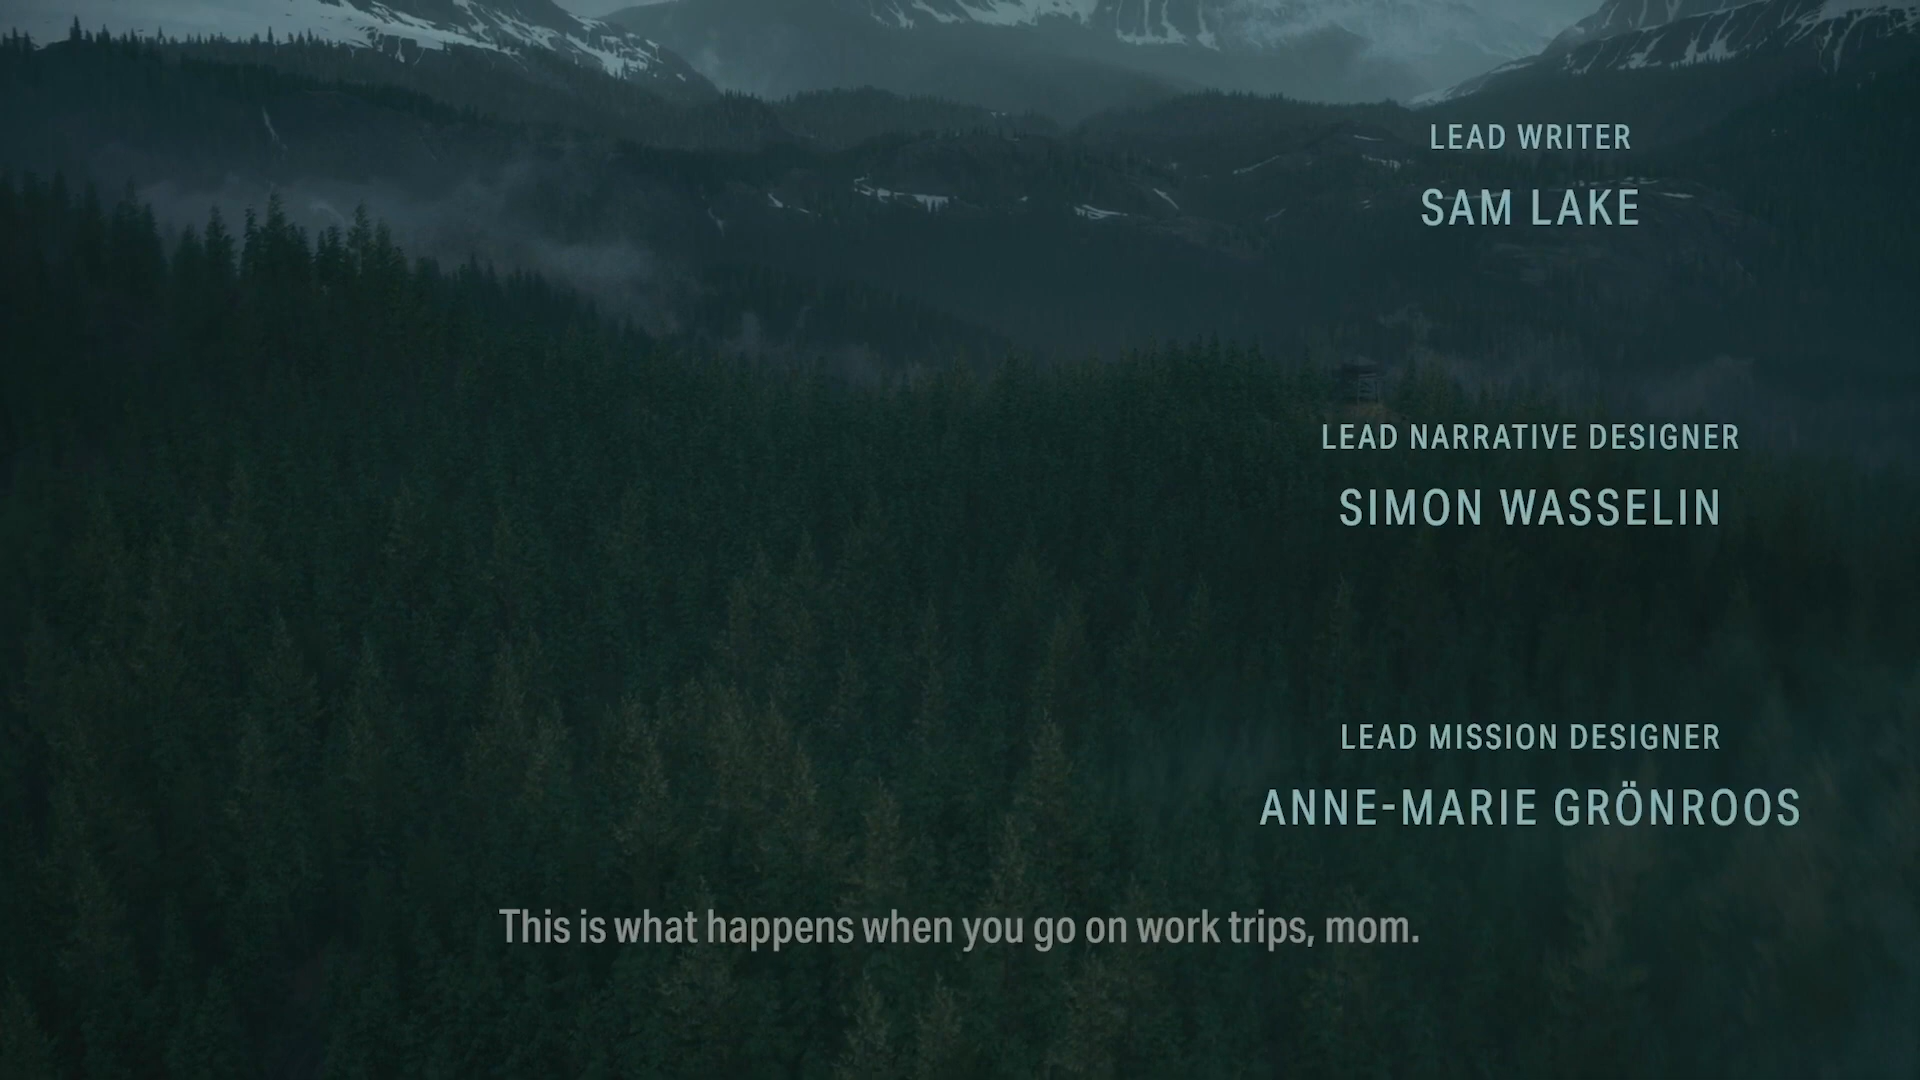 LEAD WRITER
SAM LAKE
LEAD NARRATIVE DESIGNER
SIMON WASSELIN
LEAD MISSION DESIGNER
ANNE-MARIE GRÖNROOS
This is what happens when you go on work trips, mom.